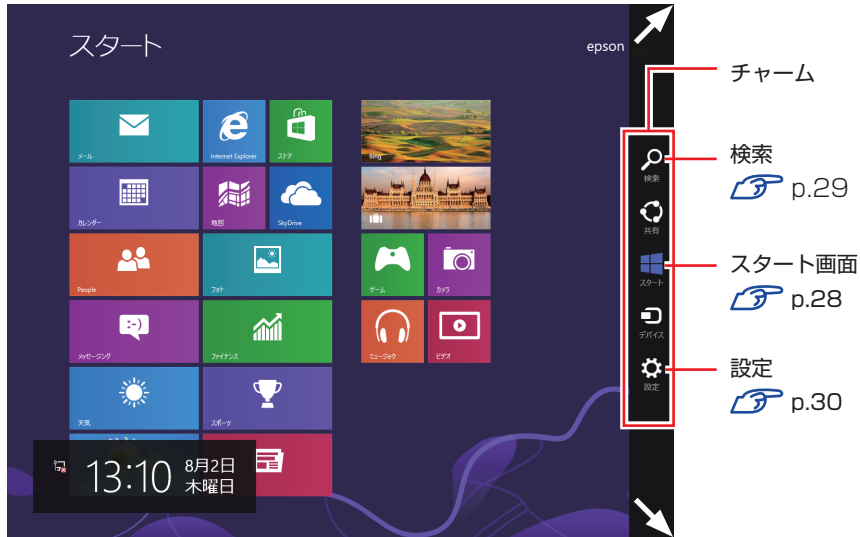 スタート
epson
メール
Internet Explorer
ストア
Bing
カレンダー
地図
SkyDrive
People
フォト
ゲーム
カメラ
メッセージング
ファイナンス
ミュージック
ビデオ
天気
スポーツ
13:10
8月2日
木曜日
検索
共有
スタート
デバイス
設定
チャーム
検索
p.29
スタート画面
p.28
設定
p.30